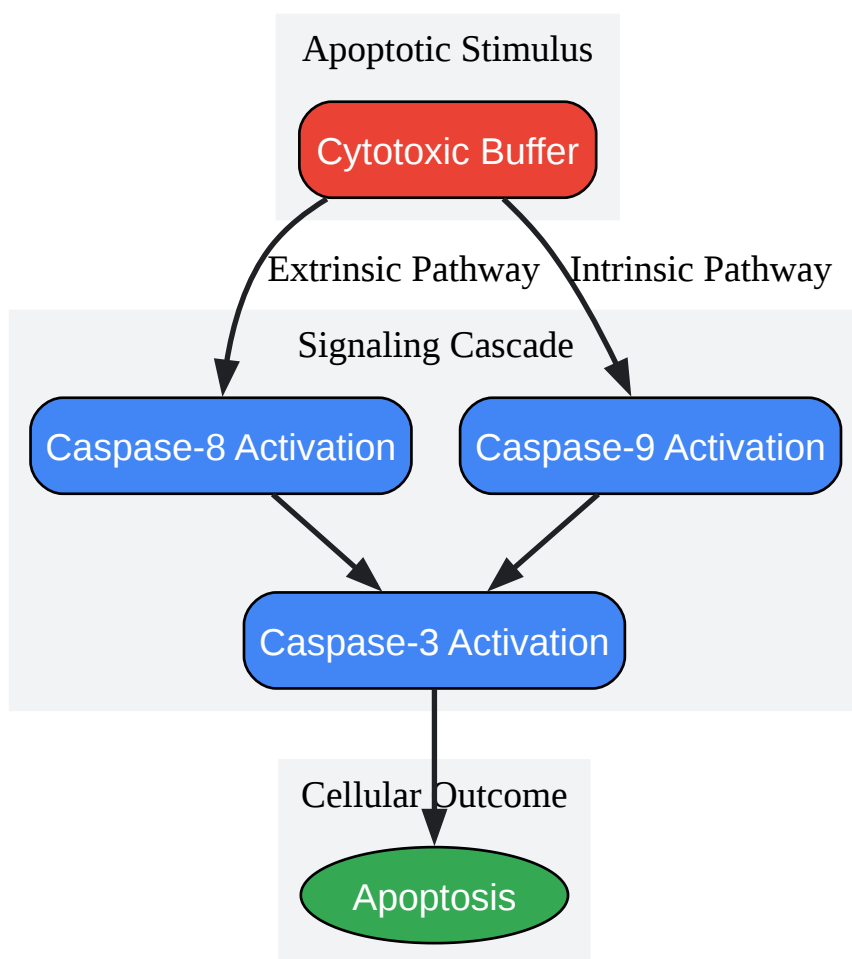 Apoptotic Stimulus
Cytotoxic Buffer
Extrinsic Pathway
Intrinsic Pathway
Signaling Cascade
Caspase-8 Activation
Caspase-9 Activation
Caspase-3 Activation
Cellular Outcome
Apoptosis